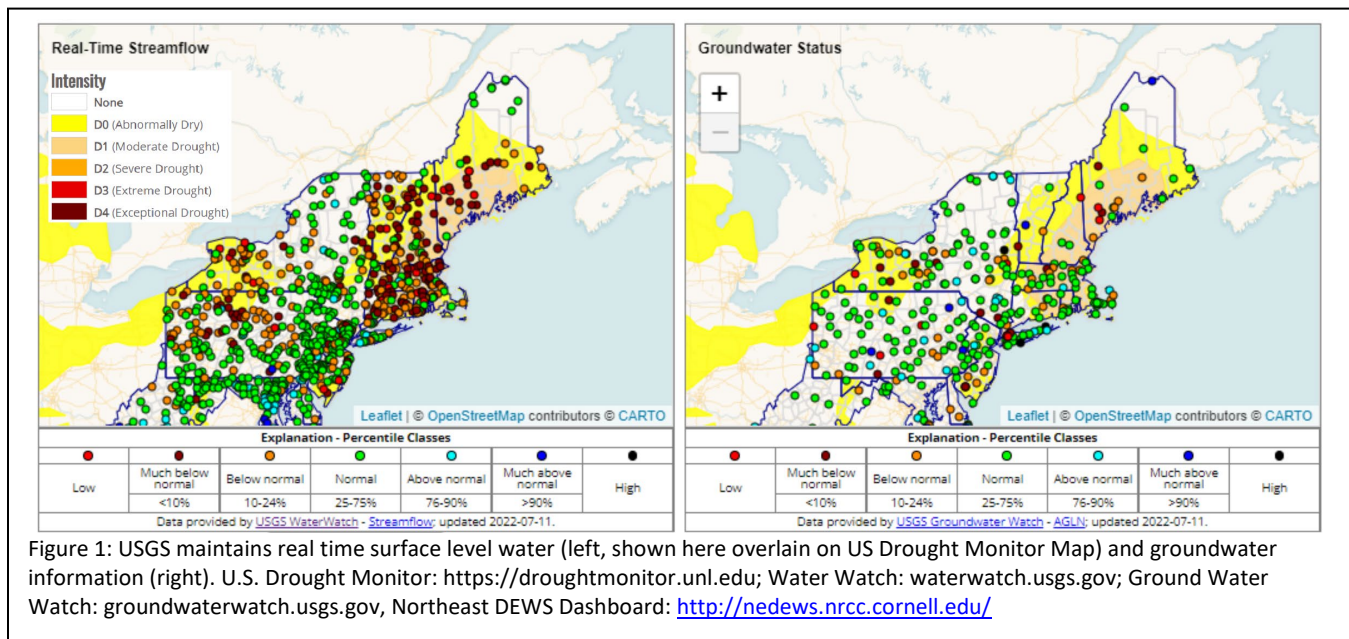 Real-Time Streamflow
Intensity
None
D0 (Abnormally Dry)
D1 (Moderate Drought)
D2 (Severe Drought)
D3 (Extreme Drought)
D4 (Exceptional Drought)
Leaflet | © OpenStreetMap contributors © CARTO
Explanation - Percentile Classes
Low
Much below normal
Below normal
Normal
Above normal
Much above normal
High
<10%
10-24%
25-75%
76-90%
>90%
Data provided by USGS WaterWatch - Streamflow; updated 2022-07-11.
Groundwater Status
+
−
Leaflet | © OpenStreetMap contributors © CARTO
Explanation - Percentile Classes
Low
Much below normal
Below normal
Normal
Above normal
Much above normal
High
<10%
10-24%
25-75%
76-90%
>90%
Data provided by USGS Groundwater Watch - AGLN; updated 2022-07-11.
Figure 1: USGS maintains real time surface level water (left, shown here overlain on US Drought Monitor Map) and groundwater
information (right). U.S. Drought Monitor: https://droughtmonitor.unl.edu; Water Watch: waterwatch.usgs.gov; Ground Water
Watch: groundwaterwatch.usgs.gov, Northeast DEWS Dashboard: http://nedews.nrcc.cornell.edu/